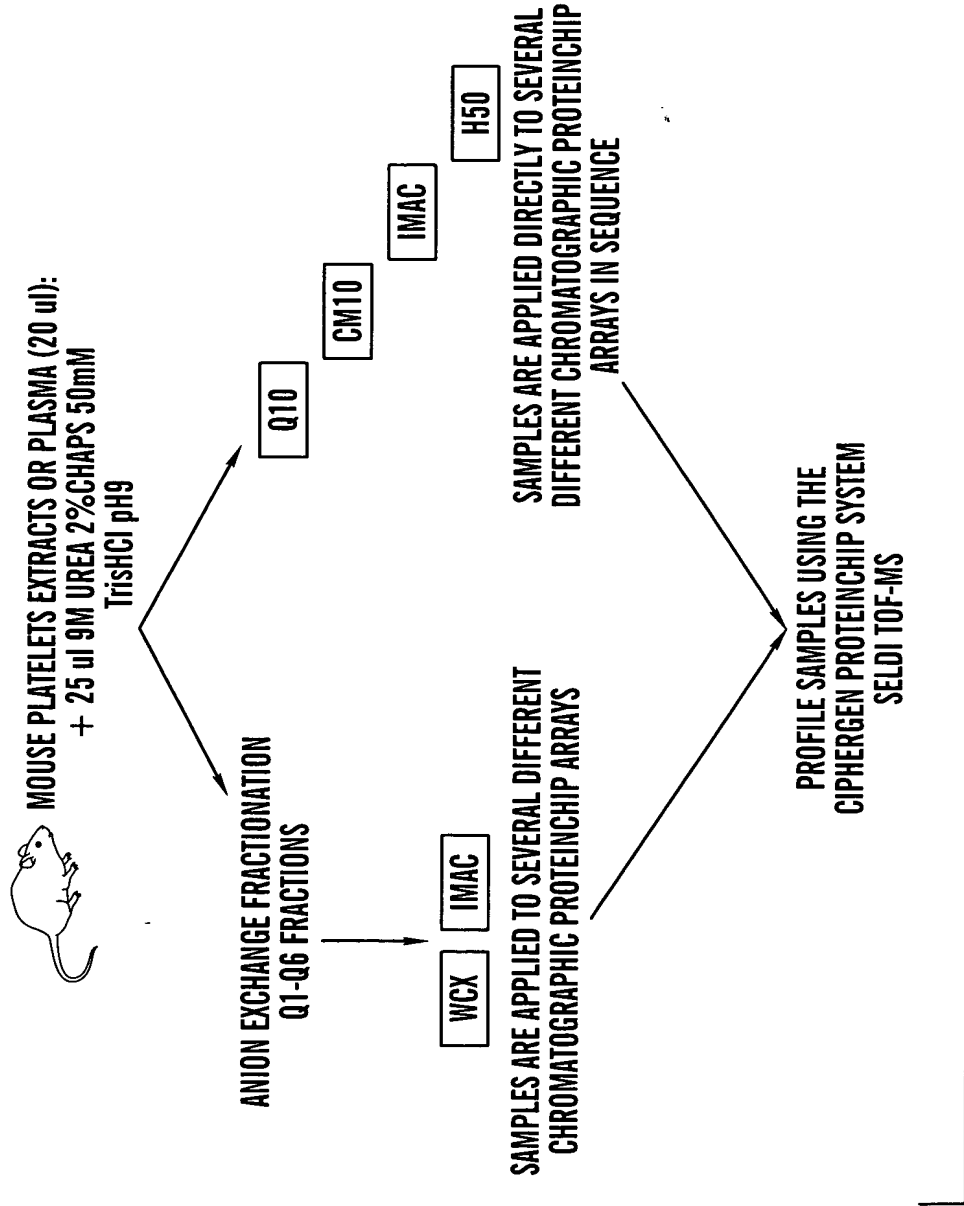 MOUSE PLATELETS EXTRACTS OR PLASMA (20 ul):
+ 25 ul 9M UREA 2%CHAPS 50mM
TrisHCl pH9
ANION EXCHANGE FRACTIONATION
Q1-Q6 FRACTIONS
WCX
IMAC
SAMPLES ARE APPLIED TO SEVERAL DIFFERENT
CHROMATOGRAPHIC PROTEINCHIP ARRAYS
Q10
CM10
IMAC
H50
SAMPLES ARE APPLIED DIRECTLY TO SEVERAL
DIFFERENT CHROMATOGRAPHIC PROTEINCHIP
ARRAYS IN SEQUENCE
PROFILE SAMPLES USING THE
CIPHERGEN PROTEINCHIP SYSTEM
SELDI TOF-MS